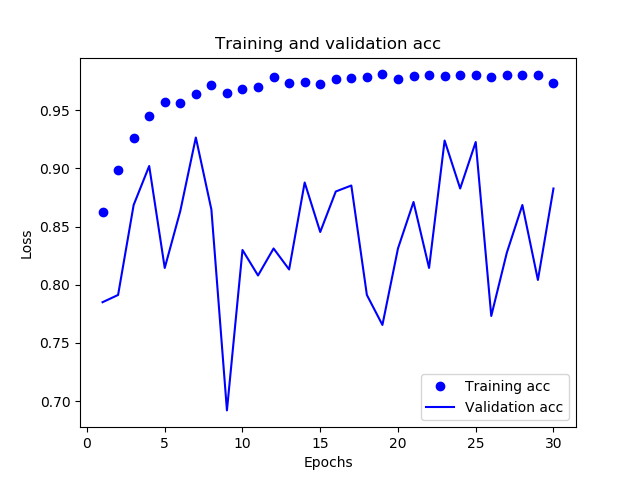 Training and validation acc
Loss
0.95
0.90
0.85
0.80
0.75
0.70
Training acc
Validation acc
0 5 10 15 20 25 30
Epochs